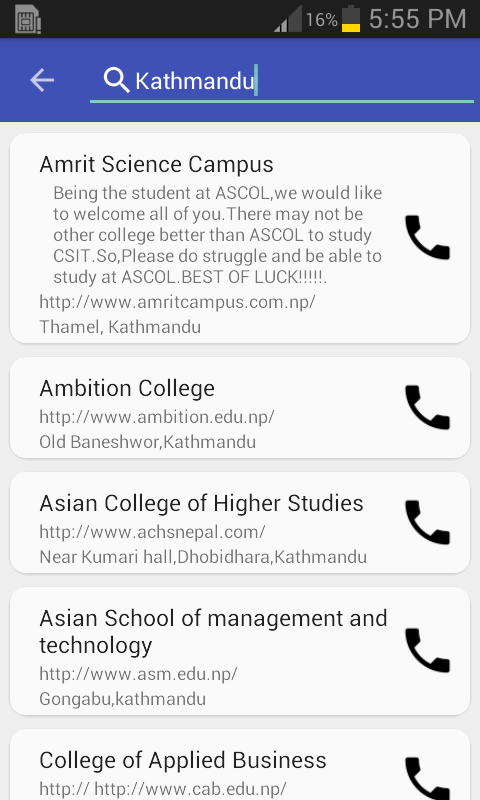 16% 5:55 PM
Kathmandu
Amrit Science Campus
Being the student at ASCOL,we would like
to welcome all of you.There may not be
other college better than ASCOL to study
CSIT.So,Please do struggle and be able to
study at ASCOL.BEST OF LUCK!!!!!.
http://www.amritcampus.com.np/
Thamel, Kathmandu
Ambition College
http://www.ambition.edu.np/
Old Baneshwor,Kathmandu
Asian College of Higher Studies
http://www.achsnepal.com/
Near Kumari hall,Dhobidhara,Kathmandu
Asian School of management and
technology
http://www.asm.edu.np/
Gongabu,kathmandu
College of Applied Business
http:// http://www.cab.edu.np/